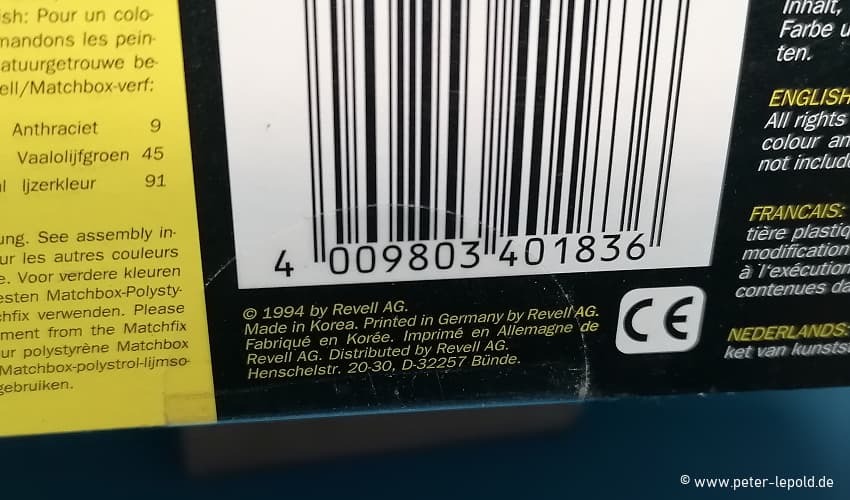 ish: Pour un colo-
mandons les pein-
atuurgetrouwe be-
ell/Matchbox-verf:
Anthraciet 9
Vaalolijfgroen 45
l Ijzerkleur 91
ung. See assembly in-
ur les autres couleurs
e. Voor verdere kleuren
esten Matchbox-Polysty-
chfix verwenden. Please
ment from the Matchfix
ur polystyrène Matchbox
Matchbox-polystrol-lijmso-
gebruiken.
4 009803 401836
© 1994 by Revell AG.
Made in Korea. Printed in Germany by Revell AG.
Fabriqué en Korée. Imprimé en Allemagne de
Revell AG. Distributed by Revell AG.
Henschelstr. 20-30, D-32257 Bünde.
CE
Inhalt,
Farbe u
ten.
ENGLISH
All rights
colour an
not include
FRANCAIS:
tière plastiq
modification
à l'exécution
contenues da
NEDERLANDS:
ket van kunsts
© www.peter-lepold.de